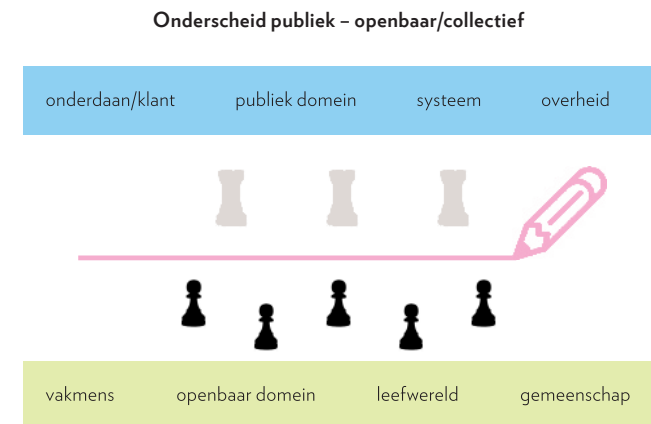 Onderscheid publiek – openbaar/collectief
onderdaan/klant publiek domein systeem overheid
vakmens openbaar domein leefwereld gemeenschap